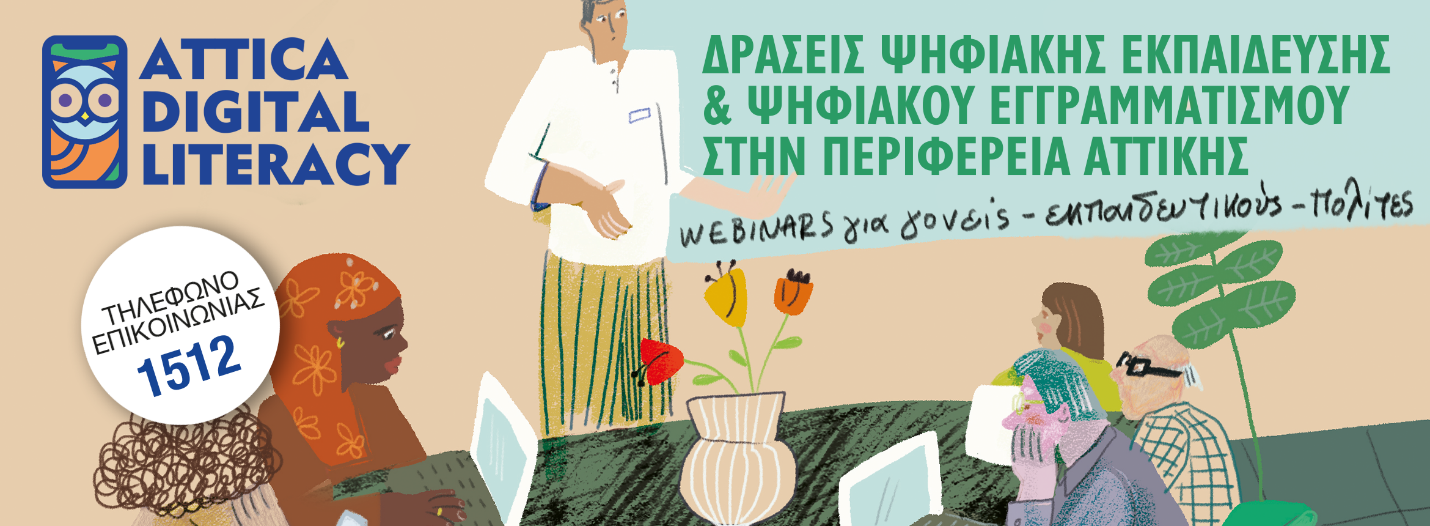 ATTICA
DIGITAL
LITERACY
ΔΡΑΣΕΙΣ ΨΗΦΙΑΚΗΣ ΕΚΠΑΙΔΕΥΣΗΣ
& ΨΗΦΙΑΚΟΥ ΕΓΓΡΑΜΜΑΤΙΣΜΟΥ
ΣΤΗΝ ΠΕΡΙΦΕΡΕΙΑ ΑΤΤΙΚΗΣ
WEBINARS για γονείς - εκπαιδευτικούς - πολίτες
ΤΗΛΕΦΩΝΟ
ΕΠΙΚΟΙΝΩΝΙΑΣ
1512